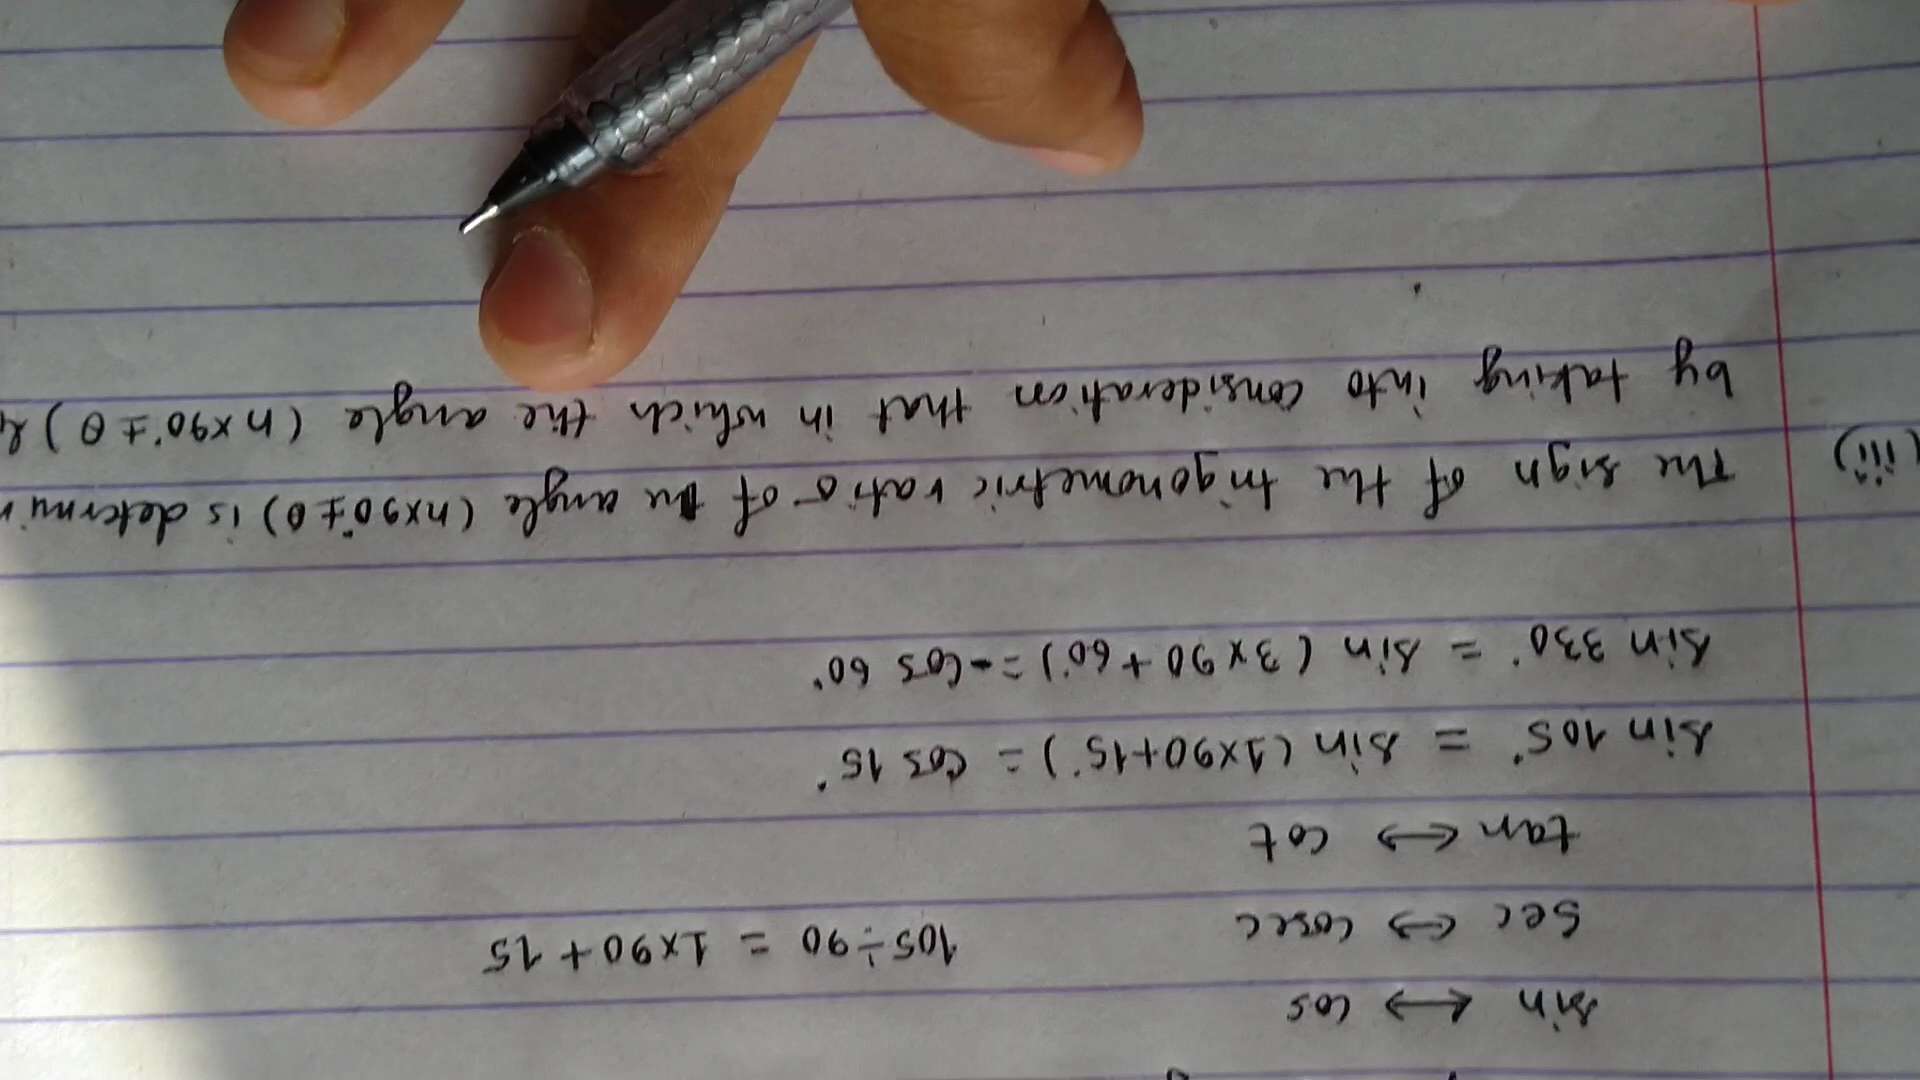 sin ↔ cos
sec ↔ cosec 105÷90 = 1×90+15
tan ↔ cot
sin 105° = sin (1×90+15°) = cos 15°
sin 330° = sin (3×90+60°) = -cos 60°
(iii) The sign of the trigonometric ratio of the angle (n×90°±θ) is determin
by taking into consideration that in which the angle (n×90°±θ)